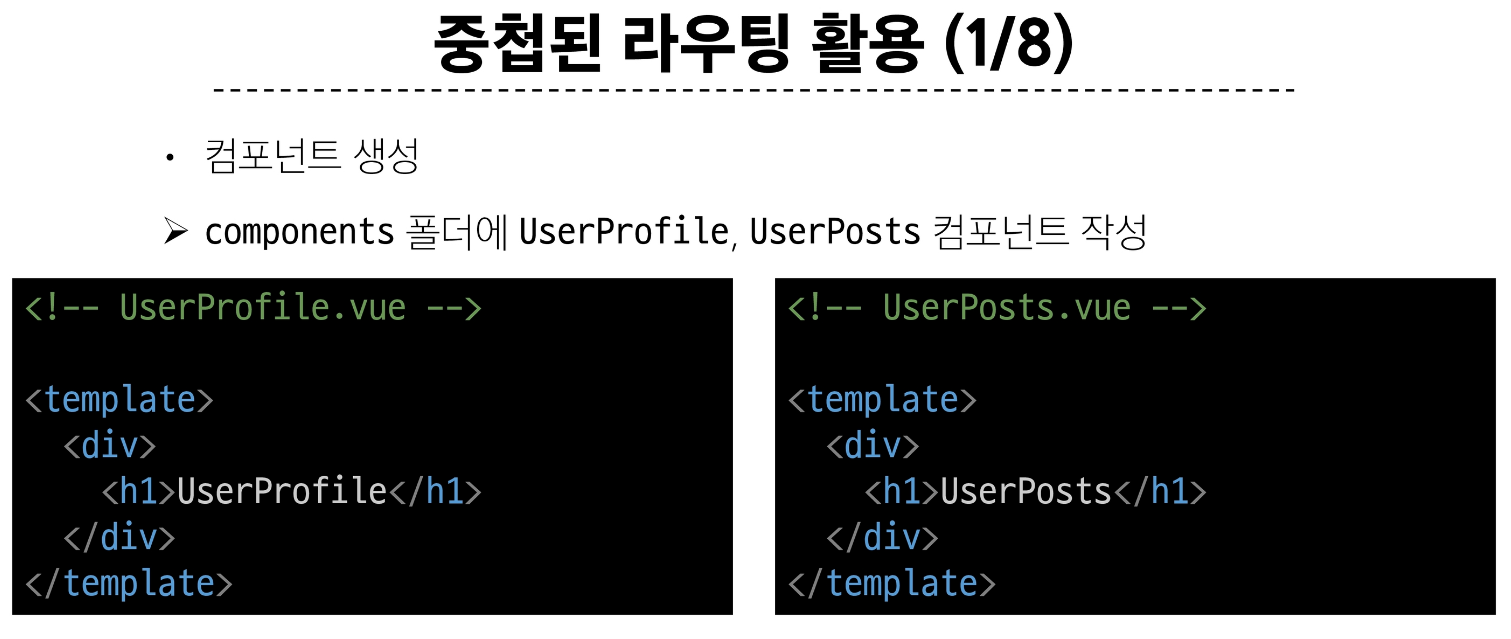 중첩된 라우팅 활용 (1/8)
• 컴포넌트 생성
➢ components 폴더에 UserProfile, UserPosts 컴포넌트 작성
<!-- UserProfile.vue -->

<template>
  <div>
    <h1>UserProfile</h1>
  </div>
</template>
<!-- UserPosts.vue -->

<template>
  <div>
    <h1>UserPosts</h1>
  </div>
</template>